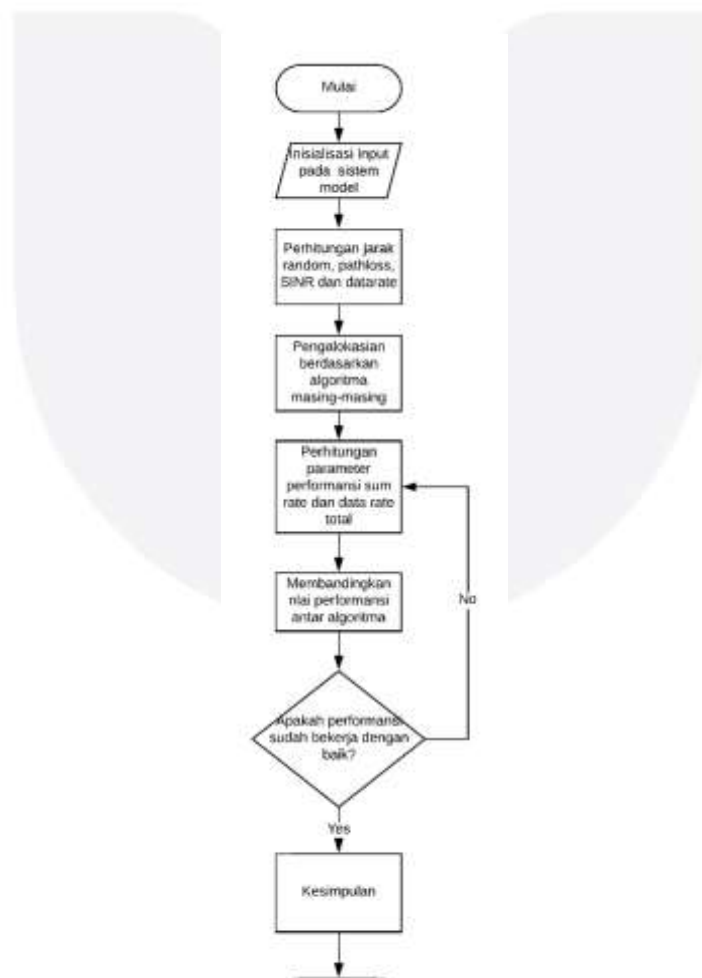 Mulai
Inisialisasi Input
pada sistem
model
Perhitungan jarak
random, pathloss,
SINR dan datarate
Pengalokasian
berdasarkan
algoritma
masing-masing
Perhitungan
parameter
performansi sum
rate dan data rate
total
Membandingkan
nlai performansi
antar algoritma
No
Apakah performansi
sudah bekerja dengan
baik?
Yes
Kesimpulan